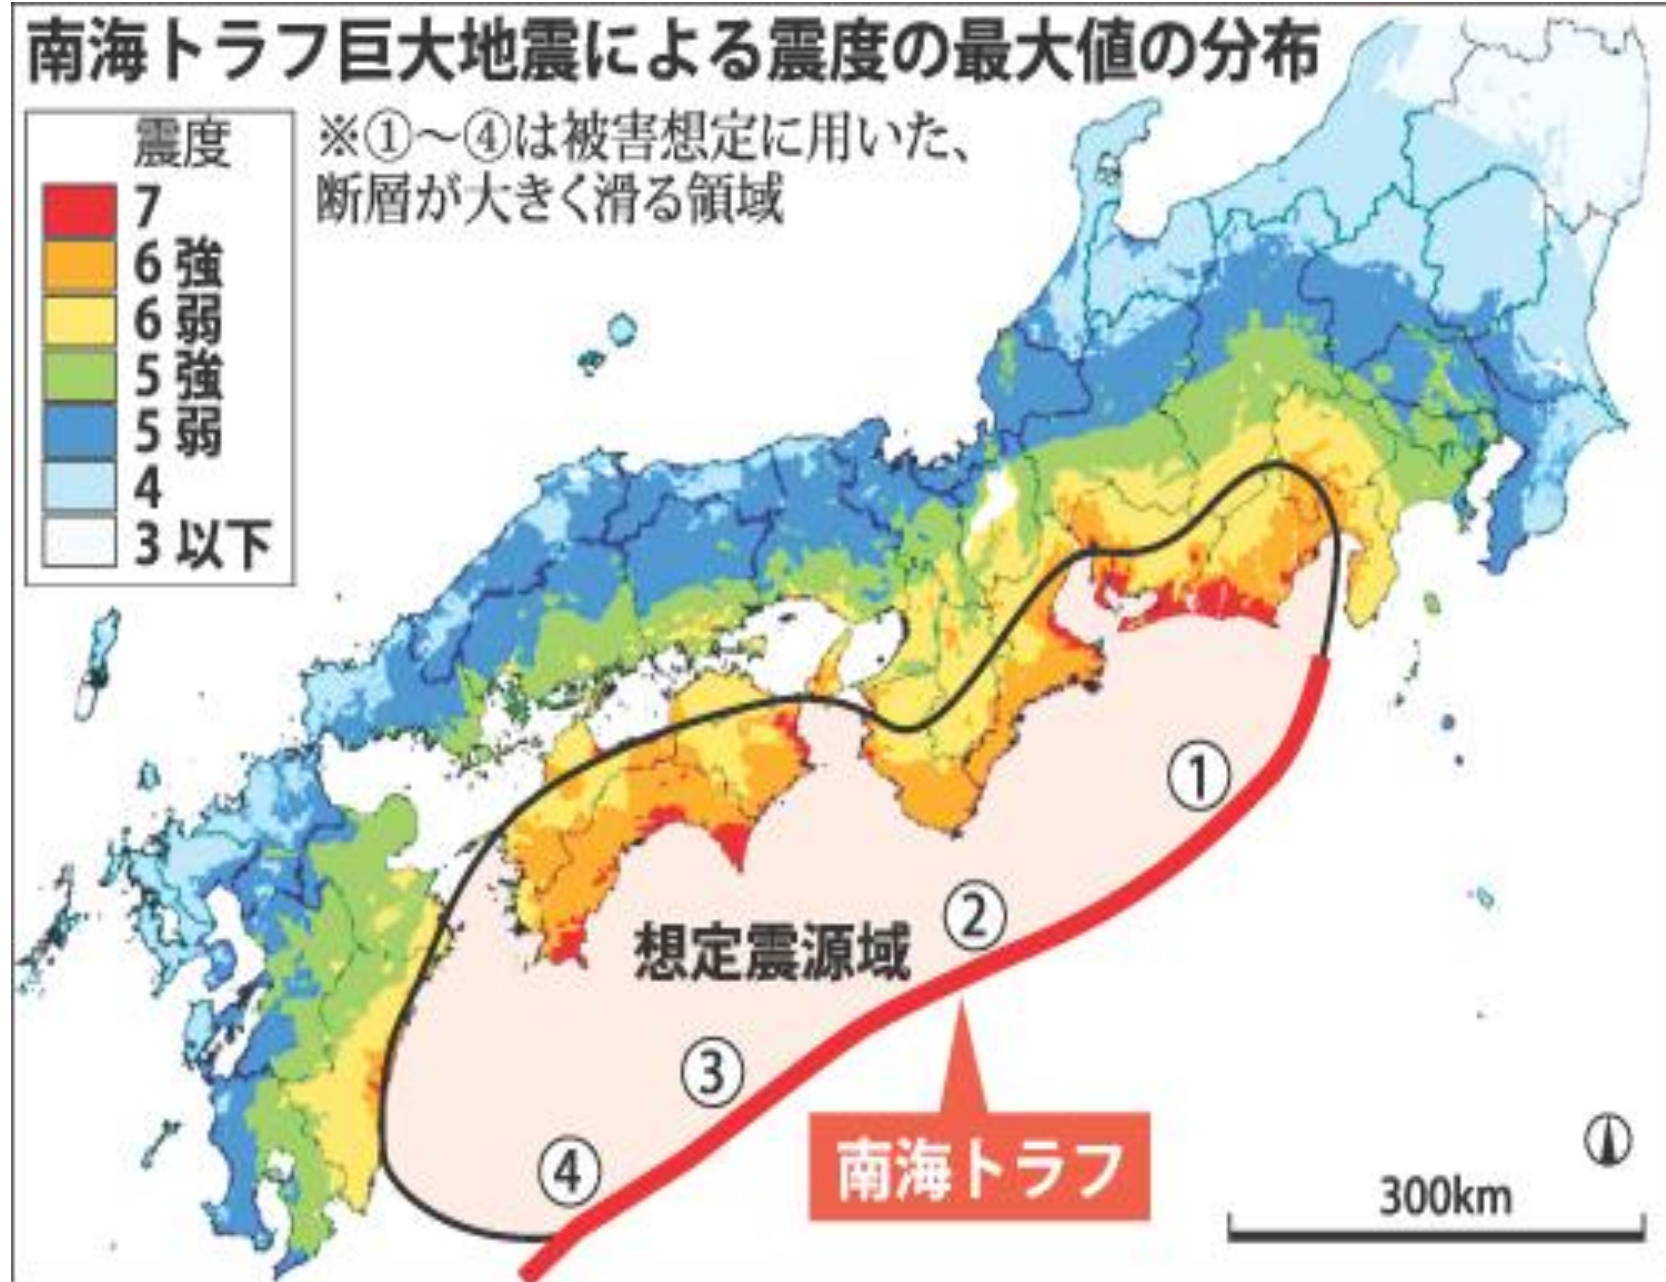 南海トラフ巨大地震による震度の最大値の分布
※①～④は被害想定に用いた、
断層が大きく滑る領域
震度
7
6 強
6 弱
5 強
5 弱
4
3 以下
①
②
想定震源域
③
④
南海トラフ
300km